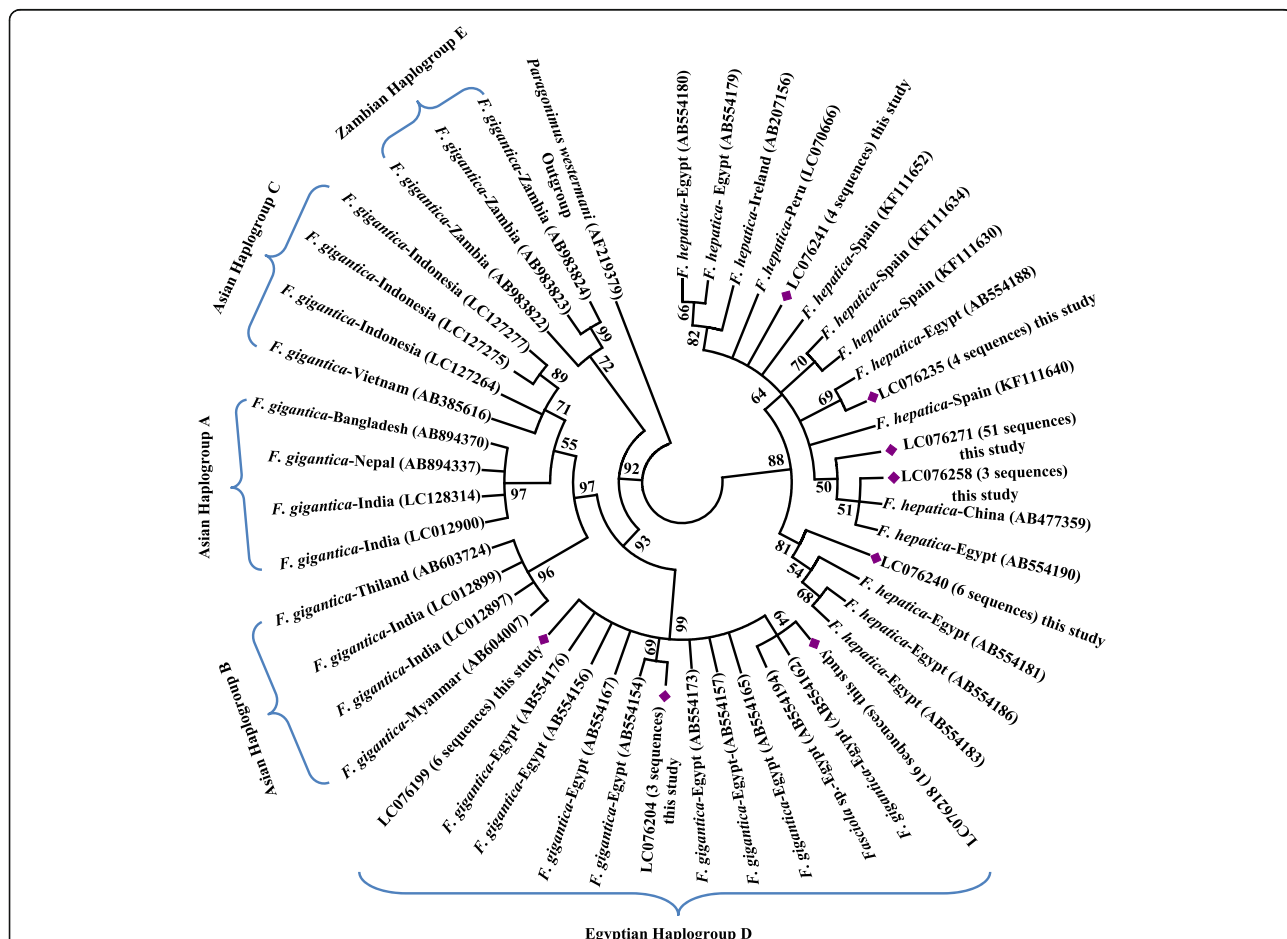 Zambian Haplogroup E
Paragonimus westermani (AF219379)
Outgroup
F. hepatica-Egypt (AB554180)
F. hepatica- Egypt (AB554179)
F. hepatica-Ireland (AB207156)
F. hepatica-Peru (LC070666)
LC076241 (4 sequences) this study
F. hepatica-Spain (KF111652)
F. hepatica-Spain (KF111634)
F. hepatica-Spain (KF111630)
F. hepatica-Egypt (AB554188)
LC076235 (4 sequences) this study
F. hepatica-Spain (KF111640)
LC076271 (51 sequences)
this study
LC076258 (3 sequences)
this study
F. hepatica-China (AB477359)
F. hepatica-Egypt (AB554190)
LC076240 (6 sequences) this study
F. hepatica-Egypt (AB554181)
F. hepatica-Egypt (AB554186)
F. hepatica-Egypt (AB554183)
LC076218 (16 sequences) this study
F. gigantica-Egypt (AB554162)
Fasciola sp-Egypt (AB554194)
F. gigantica-Egypt (AB554165)
F. gigantica-Egypt-(AB554157)
F. gigantica-Egypt (AB554173)
LC076204 (3 sequences)
this study
F. gigantica-Egypt (AB554154)
F. gigantica-Egypt (AB554167)
F. gigantica-Egypt (AB554156)
F. gigantica-Egypt (AB554176)
LC076199 (6 sequences) this study
Egyptian Haplogroup D
F. gigantica-Myanmar (AB604007)
F. gigantica-India (LC012897)
F. gigantica-India (LC012899)
F. gigantica-Thiland (AB603724)
Asian Haplogroup B
F. gigantica-India (LC012900)
F. gigantica-India (LC128314)
F. gigantica-Nepal (AB894337)
F. gigantica-Bangladesh (AB894370)
Asian Haplogroup A
F. gigantica-Vietnam (AB385616)
F. gigantica-Indonesia (LC127264)
F. gigantica-Indonesia (LC127275)
F. gigantica-Indonesia (LC127277)
Asian Haplogroup C
F. gigantica-Zambia (AB983822)
F. gigantica-Zambia (AB983823)
F. gigantica-Zambia (AB983824)
66
82
64
70
69
50
51
88
81
54
68
64
99
69
93
92
97
96
55
97
71
89
72
99